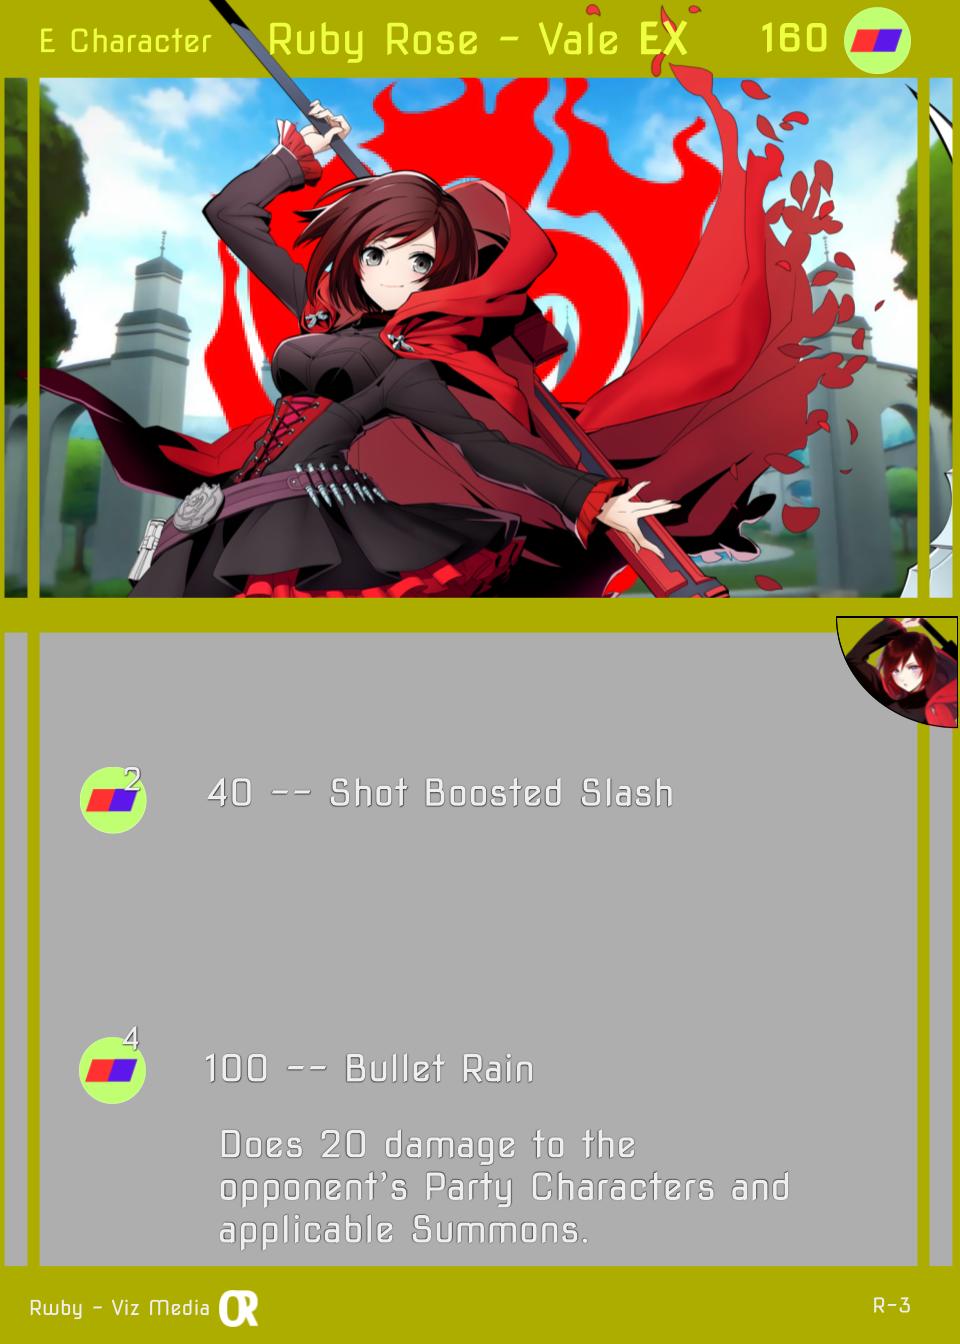 E Character Ruby Rose - Vale EX 160
2
40 -- Shot Boosted Slash
4
100 -- Bullet Rain
Does 20 damage to the
opponent's Party Characters and
applicable Summons.
Rwby - Viz Media OR
R-3